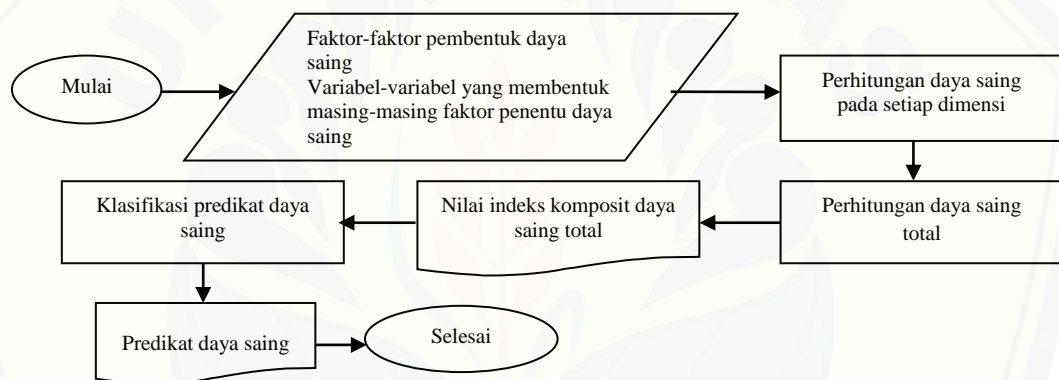 Mulai
Faktor-faktor pembentuk daya
saing
Variabel-variabel yang membentuk
masing-masing faktor penentu daya
saing
Perhitungan daya saing
pada setiap dimensi
Perhitungan daya saing
total
Nilai indeks komposit daya
saing total
Klasifikasi predikat daya
saing
Predikat daya saing
Selesai